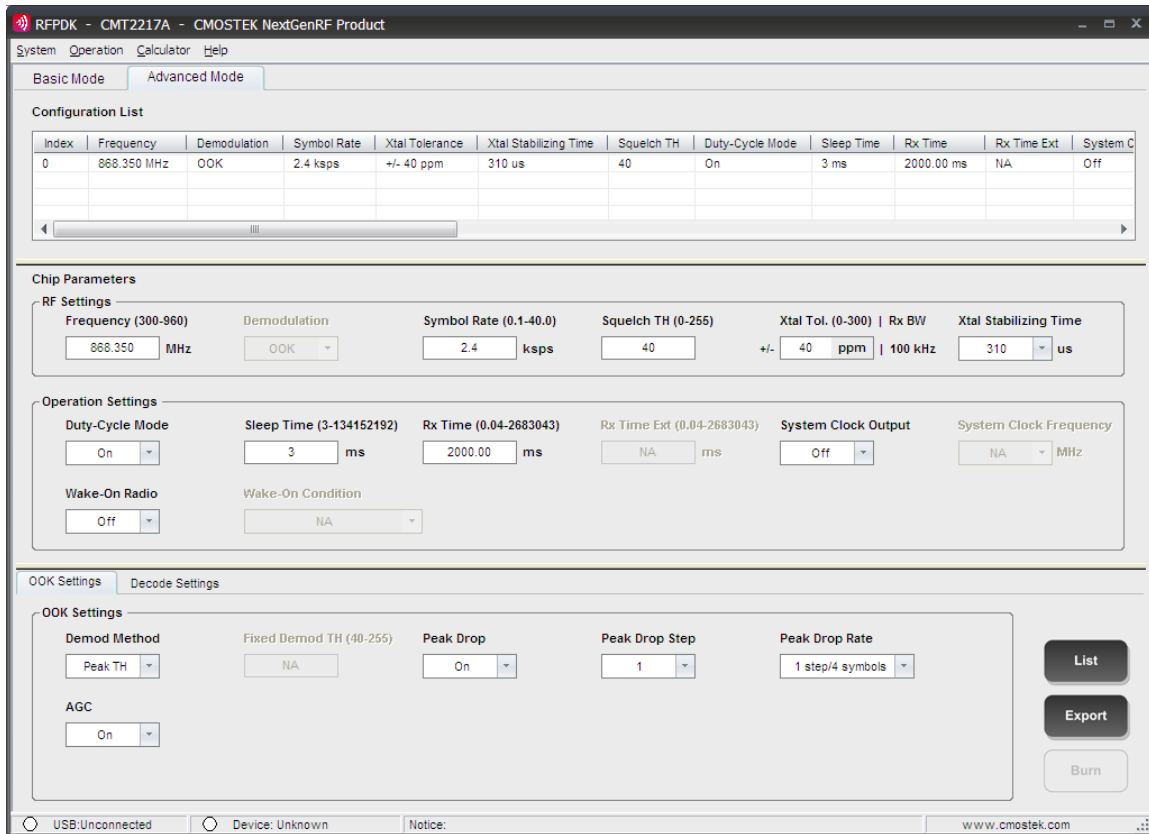 RFPDK - CMT2217A - CMOSTEK NextGenRF Product
System Operation Calculator Help
Basic Mode Advanced Mode
Configuration List
Index Frequency Demodulation Symbol Rate Xtal Tolerance Xtal Stabilizing Time Squelch TH Duty-Cycle Mode Sleep Time Rx Time Rx Time Ext System C
0 868.350 MHz OOK 2.4 ksps +/- 40 ppm 310 us 40 On 3 ms 2000.00 ms NA Off
Chip Parameters
RF Settings
Frequency (300-960) Demodulation Symbol Rate (0.1-40.0) Squelch TH (0-255) Xtal Tol. (0-300) | Rx BW Xtal Stabilizing Time
868.350 MHz OOK 2.4 ksps 40 +/- 40 ppm | 100 kHz 310 us
Operation Settings
Duty-Cycle Mode Sleep Time (3-134152192) Rx Time (0.04-2683043) Rx Time Ext (0.04-2683043) System Clock Output System Clock Frequency
On 3 ms 2000.00 ms NA ms Off NA MHz
Wake-On Radio Wake-On Condition
Off NA
OOK Settings Decode Settings
OOK Settings
Demod Method Fixed Demod TH (40-255) Peak Drop Peak Drop Step Peak Drop Rate
Peak TH NA On 1 1 step/4 symbols
List
AGC
On
Export
Burn
USB:Unconnected Device: Unknown Notice: www.cmostek.com